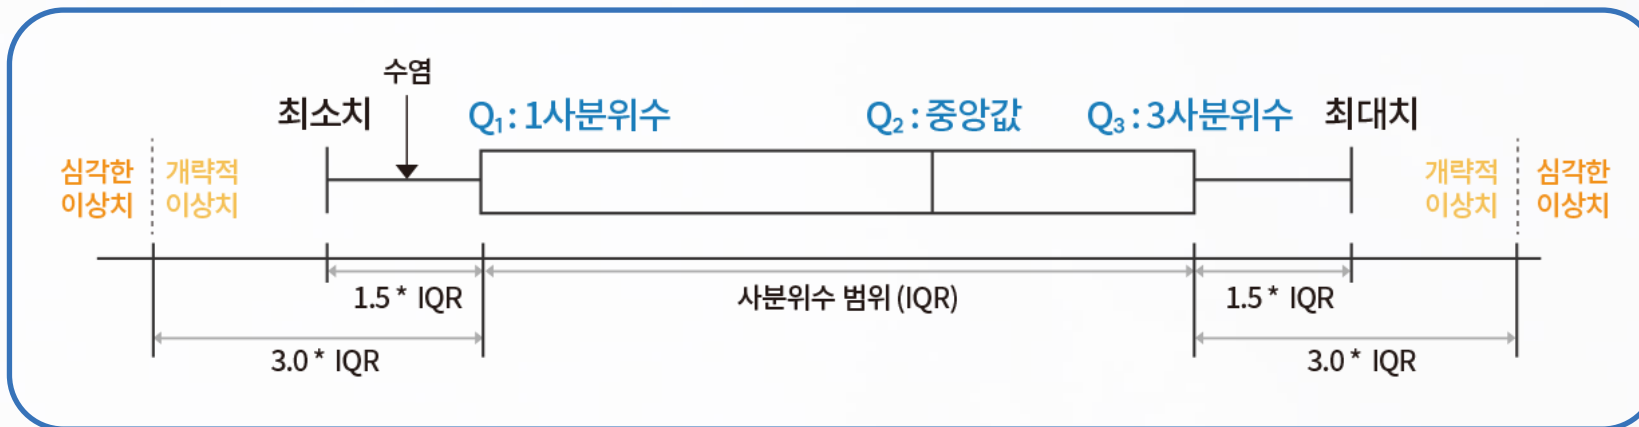 수염
최소치
Q₁ : 1사분위수
Q₂ : 중앙값
Q₃ : 3사분위수
최대치
심각한
이상치
개략적
이상치
개략적
이상치
심각한
이상치
1.5 * IQR
사분위수 범위 (IQR)
1.5 * IQR
3.0 * IQR
3.0 * IQR